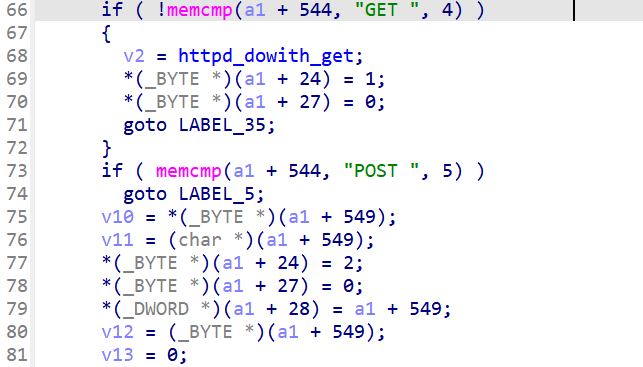 66 if ( !memcmp(a1 + 544, "GET ", 4) )
67 {
68 v2 = httpd_dowith_get;
69 *(_BYTE *)(a1 + 24) = 1;
70 *(_BYTE *)(a1 + 27) = 0;
71 goto LABEL_35;
72 }
73 if ( memcmp(a1 + 544, "POST ", 5) )
74 goto LABEL_5;
75 v10 = *(_BYTE *)(a1 + 549);
76 v11 = (char *)(a1 + 549);
77 *(_BYTE *)(a1 + 24) = 2;
78 *(_BYTE *)(a1 + 27) = 0;
79 *(_DWORD *)(a1 + 28) = a1 + 549;
80 v12 = (_BYTE *)(a1 + 549);
81 v13 = 0;